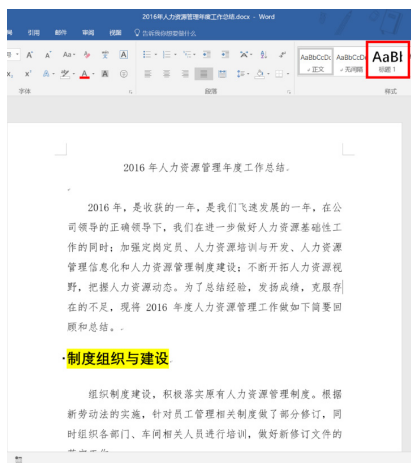 2016年人力资源管理年度工作总结.docx - Word
引用 邮件 审阅 视图 告诉我你想要做什么
AaBbCcDc AaBbCcDc AaBl
正文 无间隔 标题 1
字体 段落 样式
2016 年人力资源管理年度工作总结
2016 年，是收获的一年，是我们飞速发展的一年，在公
司领导的正确领导下，我们在进一步做好人力资源基础性工
作的同时；加强定岗定员、人力资源培训与开发、人力资源
管理信息化和人力资源管理制度建设；不断开拓人力资源视
野，把握人力资源动态。为了总结经验，发扬成绩，克服存
在的不足，现将 2016 年度人力资源管理工作做如下简要回
顾和总结。
制度组织与建设
组织制度建设，积极落实原有人力资源管理制度。根据
新劳动法的实施，针对员工管理相关制度做了部分修订，同
时组织各部门、车间相关人员进行培训，做好新修订文件的